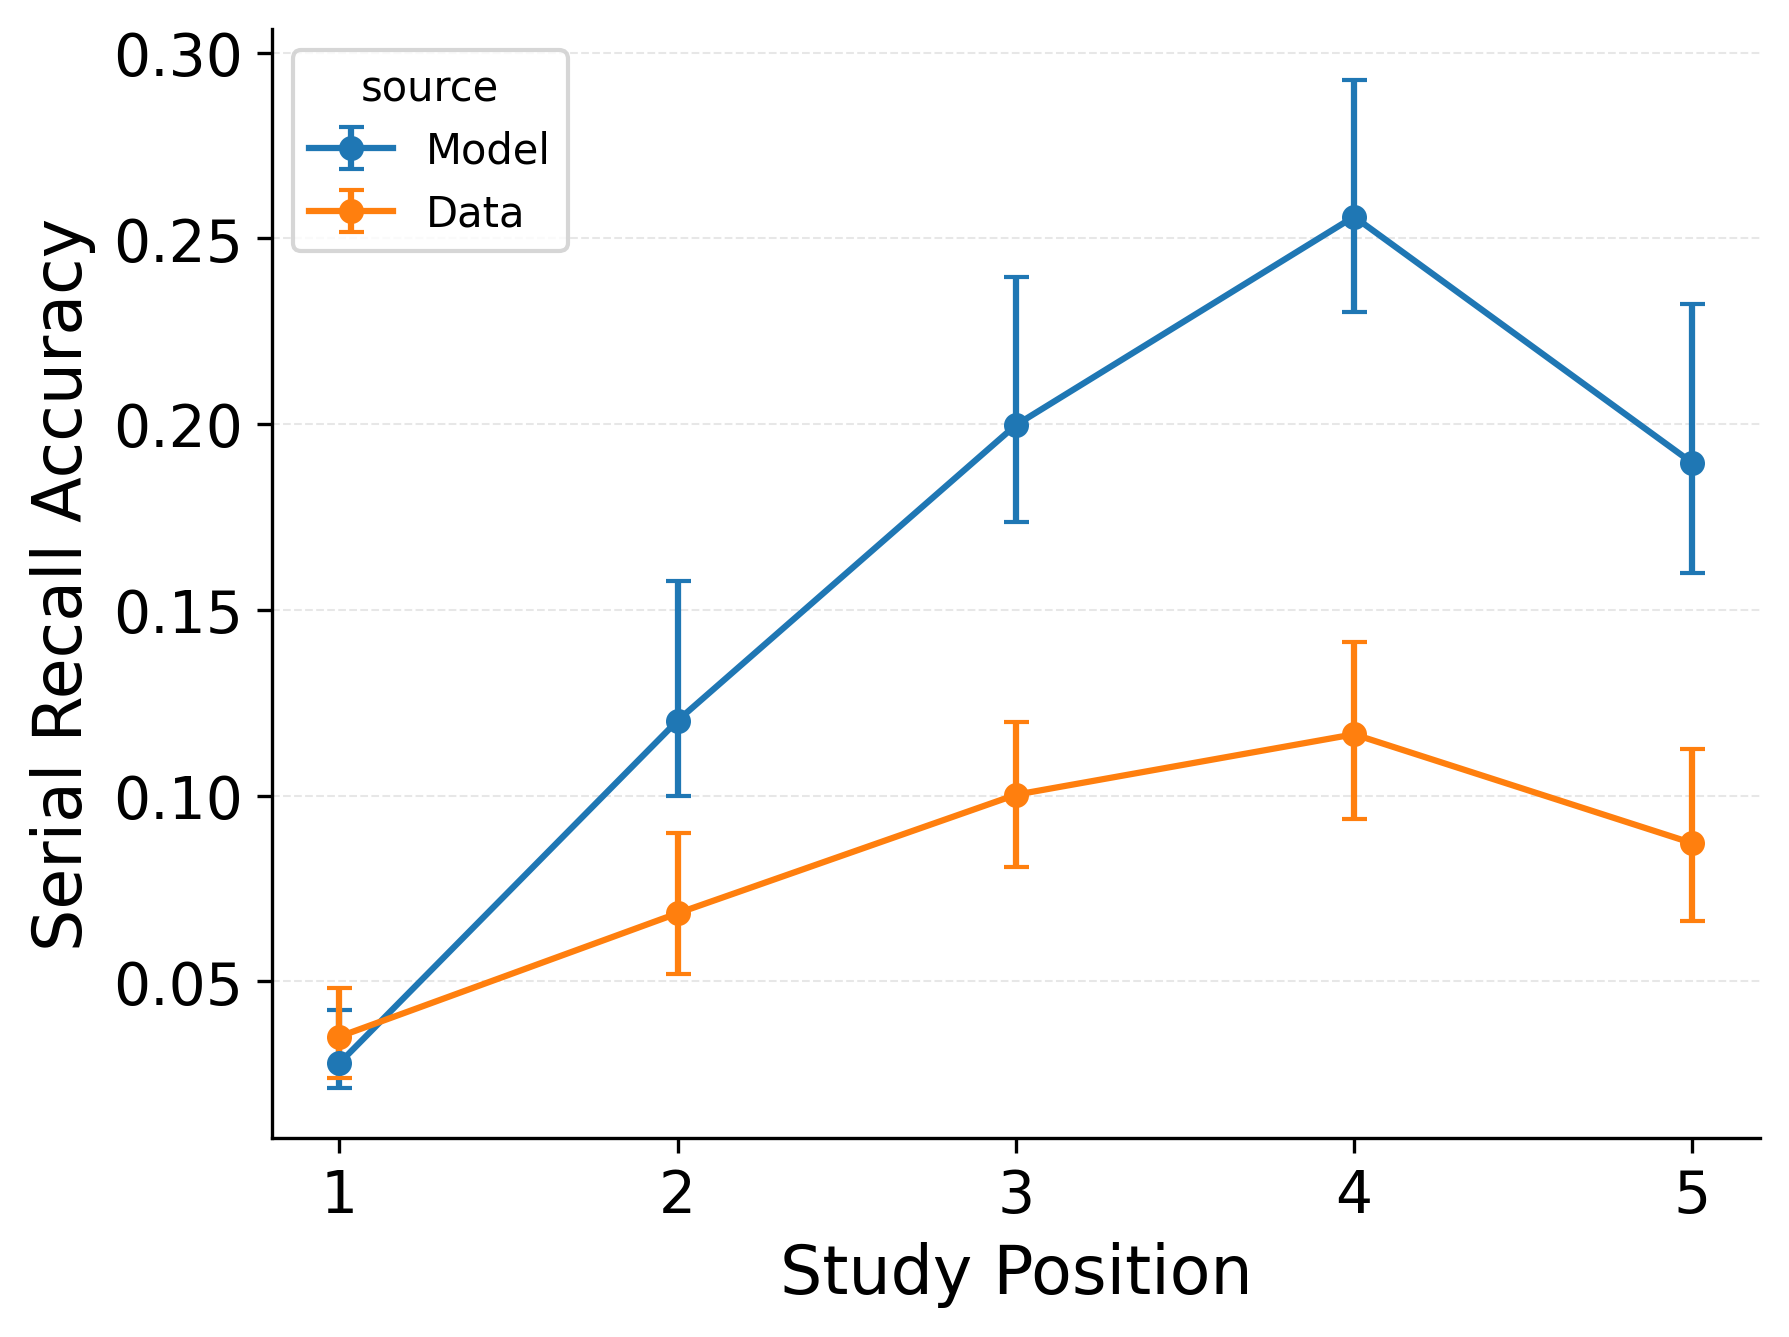 source
Model
Data
0.30
0.25
0.20
0.15
0.10
0.05
Serial Recall Accuracy
1 2 3 4 5
Study Position